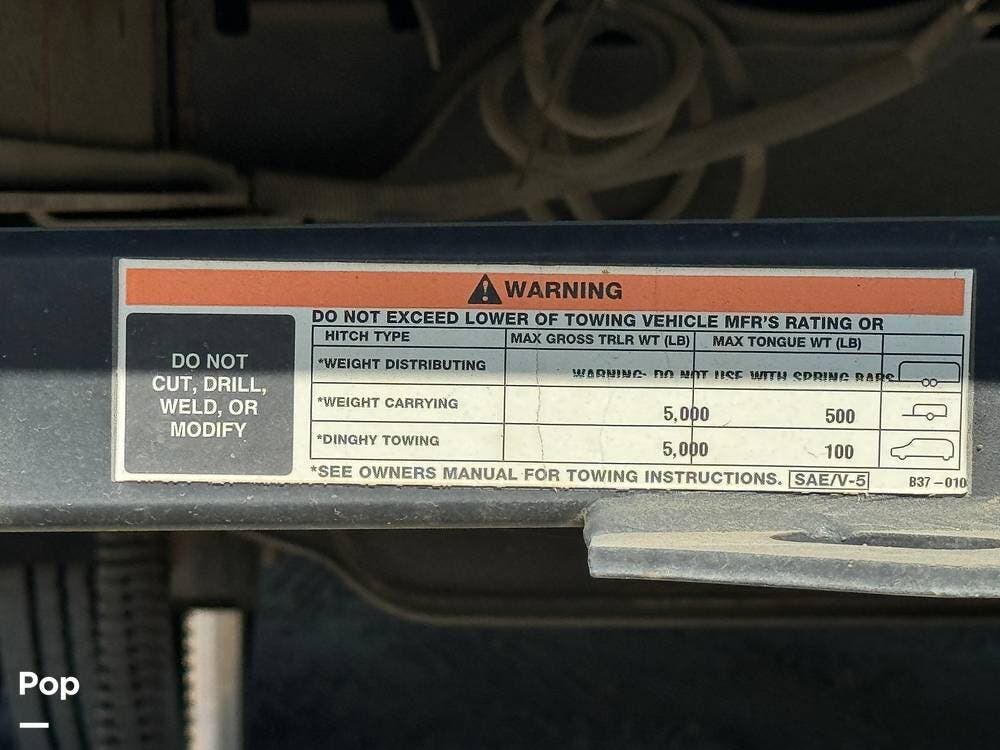 WARNING
DO NOT EXCEED LOWER OF TOWING VEHICLE MFR'S RATING OR
DO NOT
CUT, DRILL,
WELD, OR
MODIFY
HITCH TYPE MAX GROSS TRLR WT (LB) MAX TONGUE WT (LB)
*WEIGHT DISTRIBUTING WARNING: DO NOT USE WITH SPRING BARS
*WEIGHT CARRYING 5,000 500
*DINGHY TOWING 5,000 100
*SEE OWNERS MANUAL FOR TOWING INSTRUCTIONS. SAE/V-5 B37-010
Pop